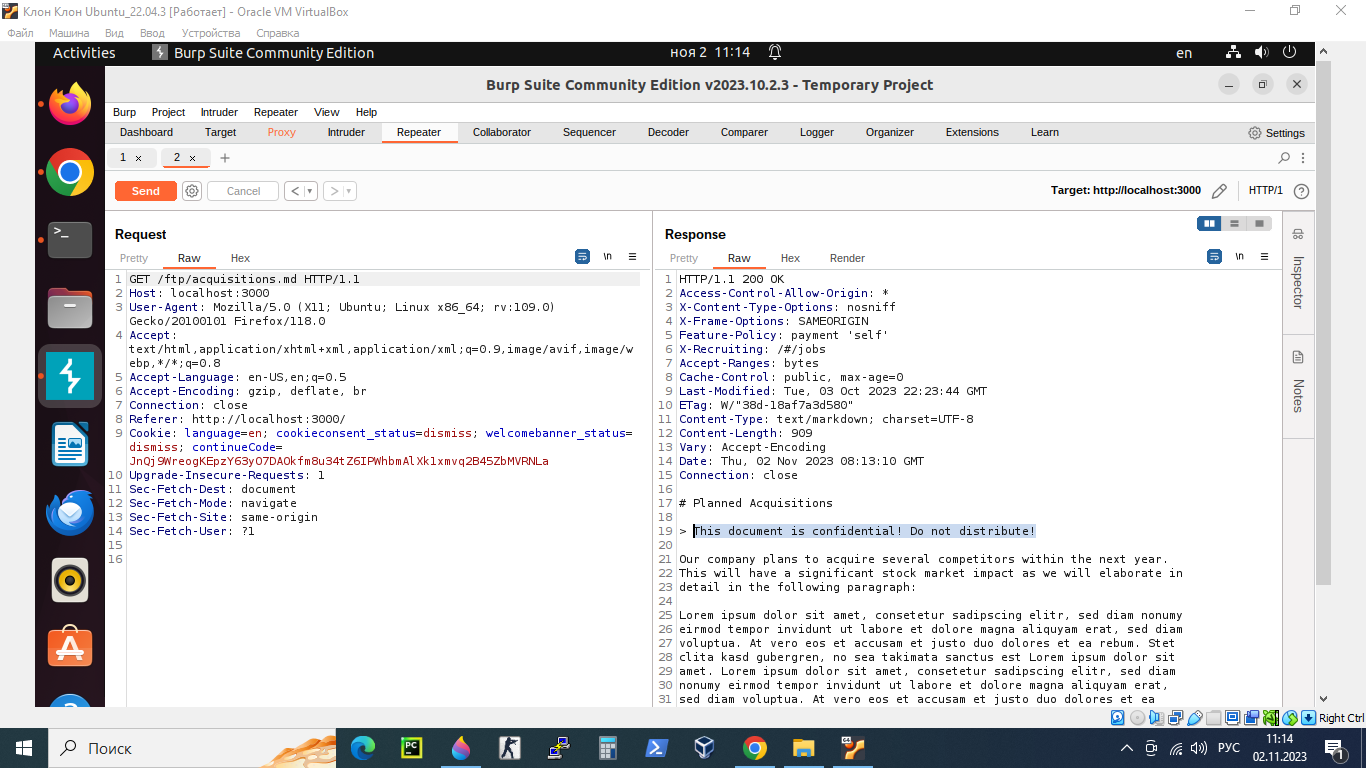 Клон Клон Ubuntu_22.04.3 [Работает] - Oracle VM VirtualBox
Файл Машина Вид Ввод Устройства Справка
Activities Burp Suite Community Edition ноя 2 11:14 en
Burp Suite Community Edition v2023.10.2.3 - Temporary Project
Burp Project Intruder Repeater View Help
Dashboard Target Proxy Intruder Repeater Collaborator Sequencer Decoder Comparer Logger Organizer Extensions Learn Settings
1 × 2 × +
Send Cancel < > Target: http://localhost:3000 HTTP/1 ?
Request
Pretty Raw Hex \n
1 GET /ftp/acquisitions.md HTTP/1.1
2 Host: localhost:3000
3 User-Agent: Mozilla/5.0 (X11; Ubuntu; Linux x86_64; rv:109.0)
Gecko/20100101 Firefox/118.0
4 Accept:
text/html,application/xhtml+xml,application/xml;q=0.9,image/avif,image/w
ebp,*/*;q=0.8
5 Accept-Language: en-US,en;q=0.5
6 Accept-Encoding: gzip, deflate, br
7 Connection: close
8 Referer: http://localhost:3000/
9 Cookie: language=en; cookieconsent_status=dismiss; welcomebanner_status=
dismiss; continueCode=
JnQj9WreogKEpzY63yO7DAOkfm8u34tZ6IPWhbmAlXk1xmvq2B45ZbMVRNLa
10 Upgrade-Insecure-Requests: 1
11 Sec-Fetch-Dest: document
12 Sec-Fetch-Mode: navigate
13 Sec-Fetch-Site: same-origin
14 Sec-Fetch-User: ?1
15
16
Response
Pretty Raw Hex Render \n
1 HTTP/1.1 200 OK
2 Access-Control-Allow-Origin: *
3 X-Content-Type-Options: nosniff
4 X-Frame-Options: SAMEORIGIN
5 Feature-Policy: payment 'self'
6 X-Recruiting: /#/jobs
7 Accept-Ranges: bytes
8 Cache-Control: public, max-age=0
9 Last-Modified: Tue, 03 Oct 2023 22:23:44 GMT
10 ETag: W/"38d-18af7a3d580"
11 Content-Type: text/markdown; charset=UTF-8
12 Content-Length: 909
13 Vary: Accept-Encoding
14 Date: Thu, 02 Nov 2023 08:13:10 GMT
15 Connection: close
16
17 # Planned Acquisitions
18
19 > This document is confidential! Do not distribute!
20
21 Our company plans to acquire several competitors within the next year.
22 This will have a significant stock market impact as we will elaborate in
23 detail in the following paragraph:
24
25 Lorem ipsum dolor sit amet, consetetur sadipscing elitr, sed diam nonumy
26 eirmod tempor invidunt ut labore et dolore magna aliquyam erat, sed diam
27 voluptua. At vero eos et accusam et justo duo dolores et ea rebum. Stet
28 clita kasd gubergren, no sea takimata sanctus est Lorem ipsum dolor sit
29 amet. Lorem ipsum dolor sit amet, consetetur sadipscing elitr, sed diam
30 nonumy eirmod tempor invidunt ut labore et dolore magna aliquyam erat,
31 sed diam voluptua. At vero eos et accusam et justo duo dolores et ea
Inspector
Notes
Right Ctrl
Поиск
РУС
11:14
02.11.2023
1